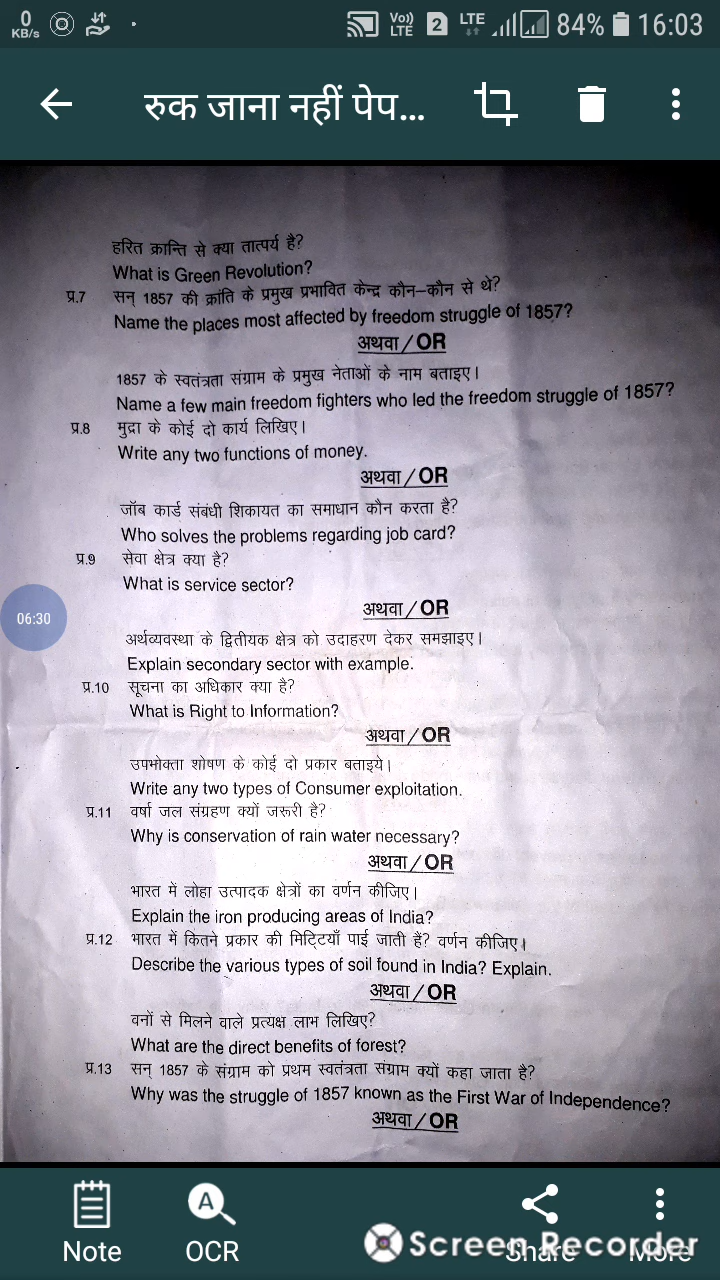 0 KB/s Vo)) LTE 2 LTE 84% 16:03
रुक जाना नहीं पेप...
हरित क्रान्ति से क्या तात्पर्य है?
What is Green Revolution?
प्र.7 सन् 1857 की क्रांति के प्रमुख प्रभावित केन्द्र कौन–कौन से थे?
Name the places most affected by freedom struggle of 1857?
अथवा / OR
1857 के स्वतंत्रता संग्राम के प्रमुख नेताओं के नाम बताइए।
Name a few main freedom fighters who led the freedom struggle of 1857?
प्र.8 मुद्रा के कोई दो कार्य लिखिए।
Write any two functions of money.
अथवा / OR
जॉब कार्ड संबंधी शिकायत का समाधान कौन करता है?
Who solves the problems regarding job card?
प्र.9 सेवा क्षेत्र क्या है?
What is service sector?
06:30
अथवा / OR
अर्थव्यवस्था के द्वितीयक क्षेत्र को उदाहरण देकर समझाइए।
Explain secondary sector with example.
प्र.10 सूचना का अधिकार क्या है?
What is Right to Information?
अथवा / OR
उपभोक्ता शोषण के कोई दो प्रकार बताइये।
Write any two types of Consumer exploitation.
प्र.11 वर्षा जल संग्रहण क्यों जरूरी है?
Why is conservation of rain water necessary?
अथवा / OR
भारत में लोहा उत्पादक क्षेत्रों का वर्णन कीजिए।
Explain the iron producing areas of India?
प्र.12 भारत में कितने प्रकार की मिट्टियाँ पाई जाती हैं? वर्णन कीजिए।
Describe the various types of soil found in India? Explain.
अथवा / OR
वनों से मिलने वाले प्रत्यक्ष लाभ लिखिए?
What are the direct benefits of forest?
प्र.13 सन् 1857 के संग्राम को प्रथम स्वतंत्रता संग्राम क्यों कहा जाता है?
Why was the struggle of 1857 known as the First War of Independence?
अथवा / OR
Note OCR Share More
Screen Recorder